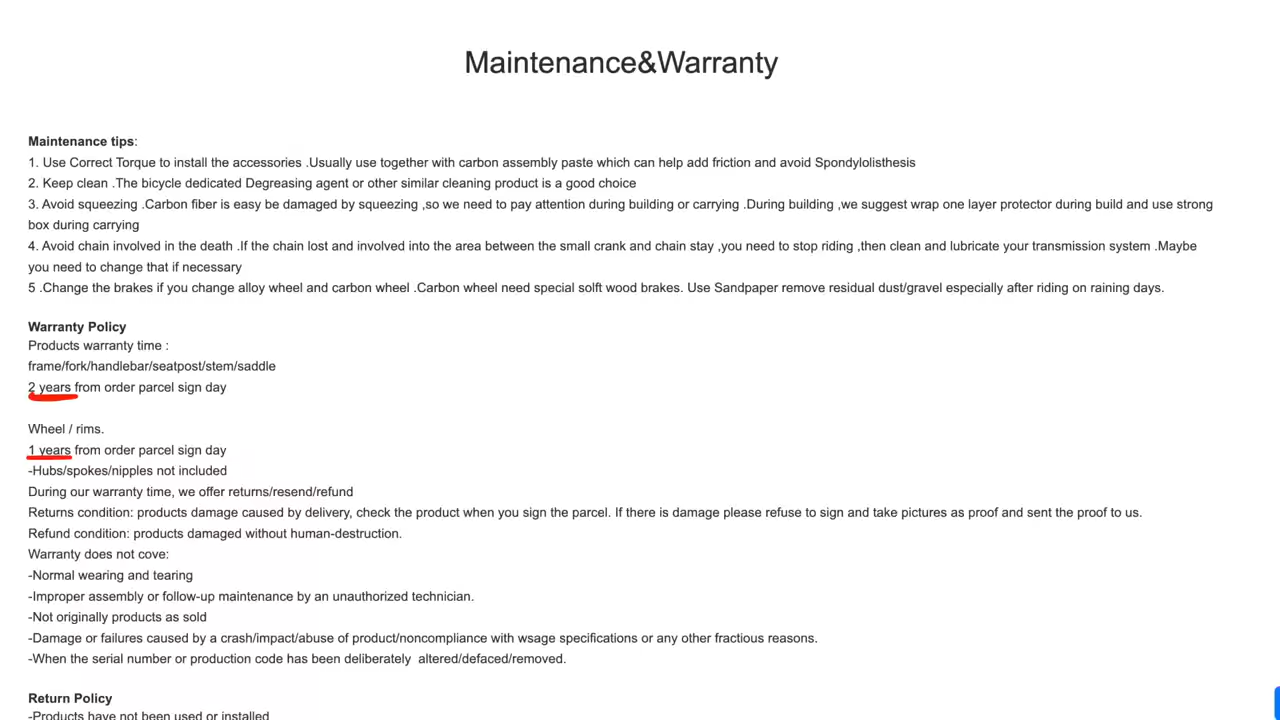 Maintenance&Warranty
Maintenance tips:
1. Use Correct Torque to install the accessories .Usually use together with carbon assembly paste which can help add friction and avoid Spondylolisthesis
2. Keep clean .The bicycle dedicated Degreasing agent or other similar cleaning product is a good choice
3. Avoid squeezing .Carbon fiber is easy be damaged by squeezing ,so we need to pay attention during building or carrying .During building ,we suggest wrap one layer protector during build and use strong
box during carrying
4. Avoid chain involved in the death .If the chain lost and involved into the area between the small crank and chain stay ,you need to stop riding ,then clean and lubricate your transmission system .Maybe
you need to change that if necessary
5 .Change the brakes if you change alloy wheel and carbon wheel .Carbon wheel need special solft wood brakes. Use Sandpaper remove residual dust/gravel especially after riding on raining days.
Warranty Policy
Products warranty time :
frame/fork/handlebar/seatpost/stem/saddle
2 years from order parcel sign day
Wheel / rims.
1 years from order parcel sign day
-Hubs/spokes/nipples not included
During our warranty time, we offer returns/resend/refund
Returns condition: products damage caused by delivery, check the product when you sign the parcel. If there is damage please refuse to sign and take pictures as proof and sent the proof to us.
Refund condition: products damaged without human-destruction.
Warranty does not cove:
-Normal wearing and tearing
-Improper assembly or follow-up maintenance by an unauthorized technician.
-Not originally products as sold
-Damage or failures caused by a crash/impact/abuse of product/noncompliance with wsage specifications or any other fractious reasons.
-When the serial number or production code has been deliberately  altered/defaced/removed.
Return Policy
-Products have not been used or installed